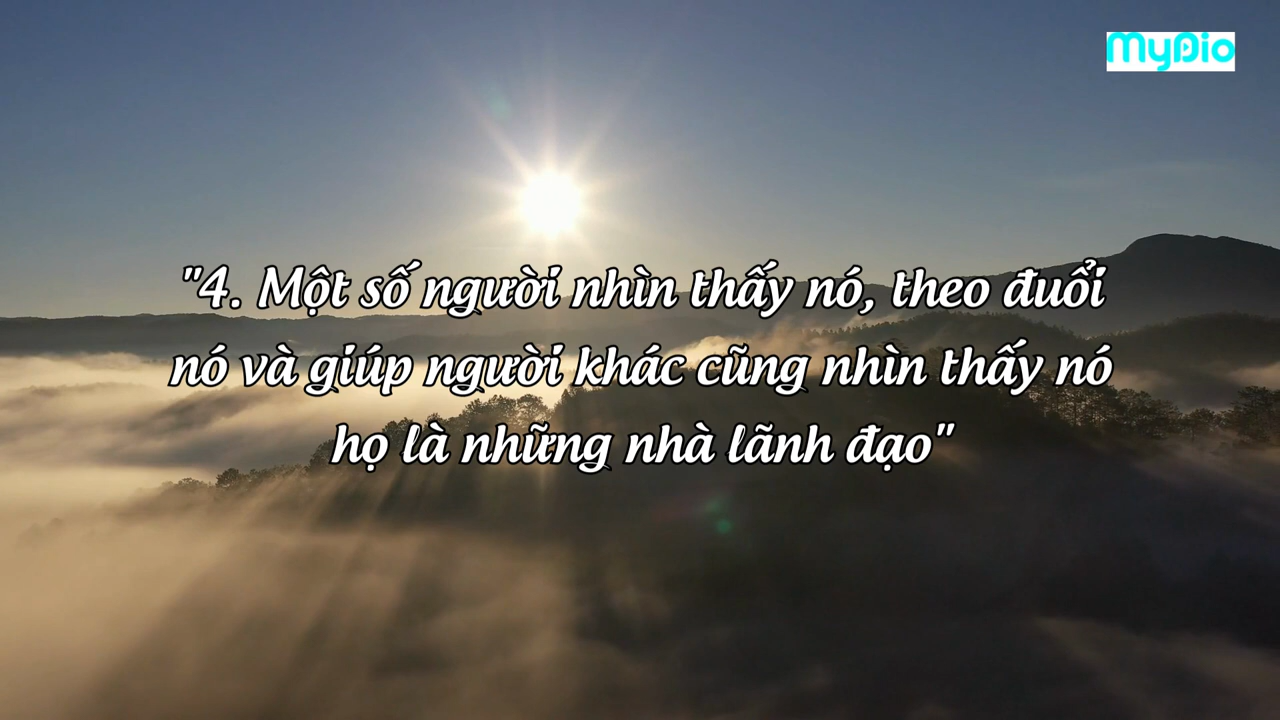 MyDio
"4. Một số người nhìn thấy nó, theo đuổi
nó và giúp người khác cũng nhìn thấy nó
họ là những nhà lãnh đạo"